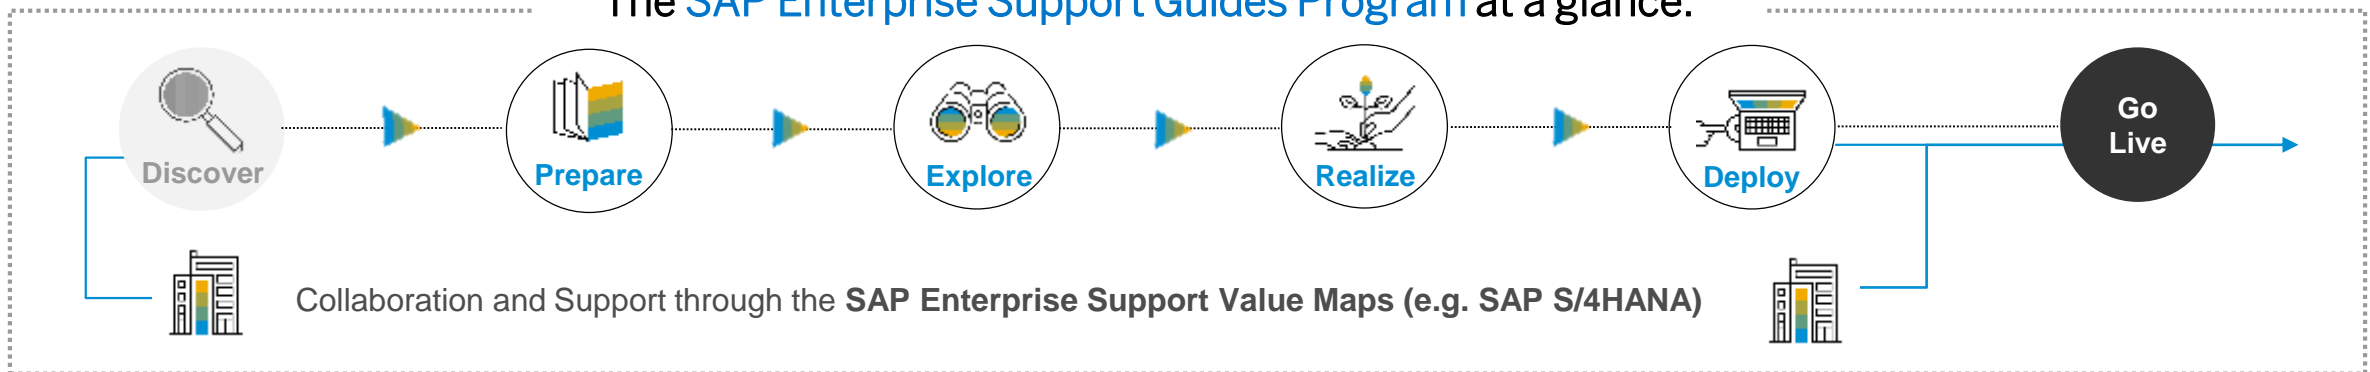 The SAP Enterprise Support Guides Program at a glance.
Discover
Prepare
Explore
Realize
Deploy
Go
Live
Collaboration and Support through the SAP Enterprise Support Value Maps (e.g. SAP S/4HANA)